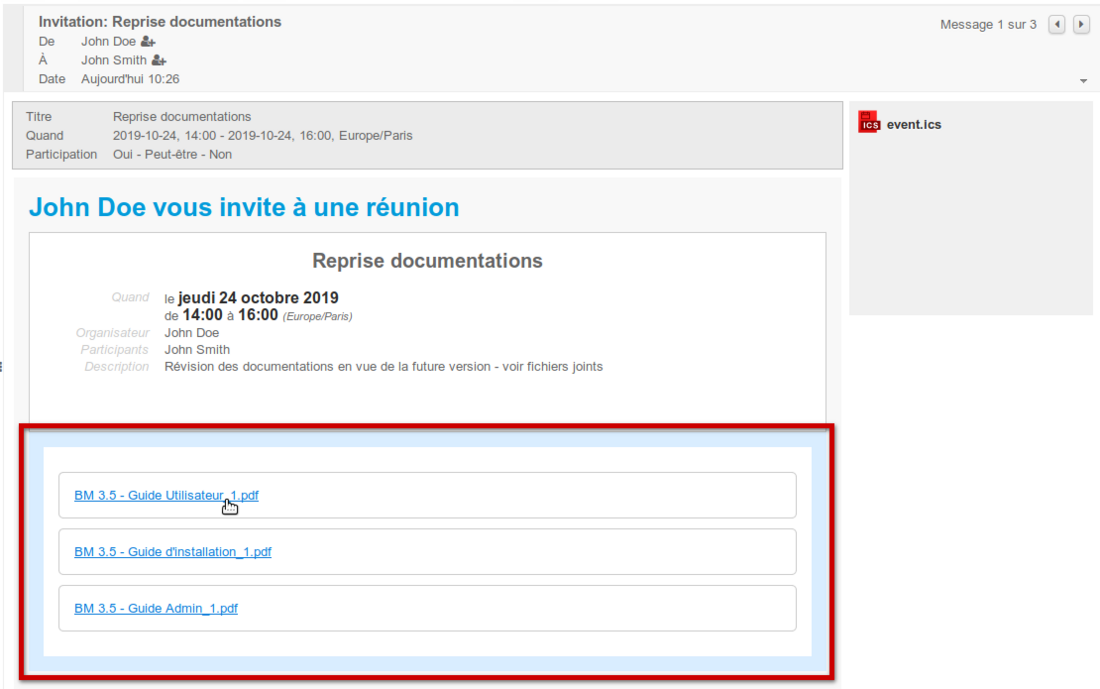 Invitation: Reprise documentations
Message 1 sur 3
De John Doe
À John Smith
Date Aujourd'hui 10:26
Titre Reprise documentations
Quand 2019-10-24, 14:00 - 2019-10-24, 16:00, Europe/Paris
Participation Oui - Peut-être - Non
ICS event.ics
John Doe vous invite à une réunion
Reprise documentations
Quand le jeudi 24 octobre 2019
de 14:00 à 16:00 (Europe/Paris)
Organisateur John Doe
Participants John Smith
Description Révision des documentations en vue de la future version - voir fichiers joints
BM 3.5 - Guide Utilisateur_1.pdf
BM 3.5 - Guide d'installation_1.pdf
BM 3.5 - Guide Admin_1.pdf